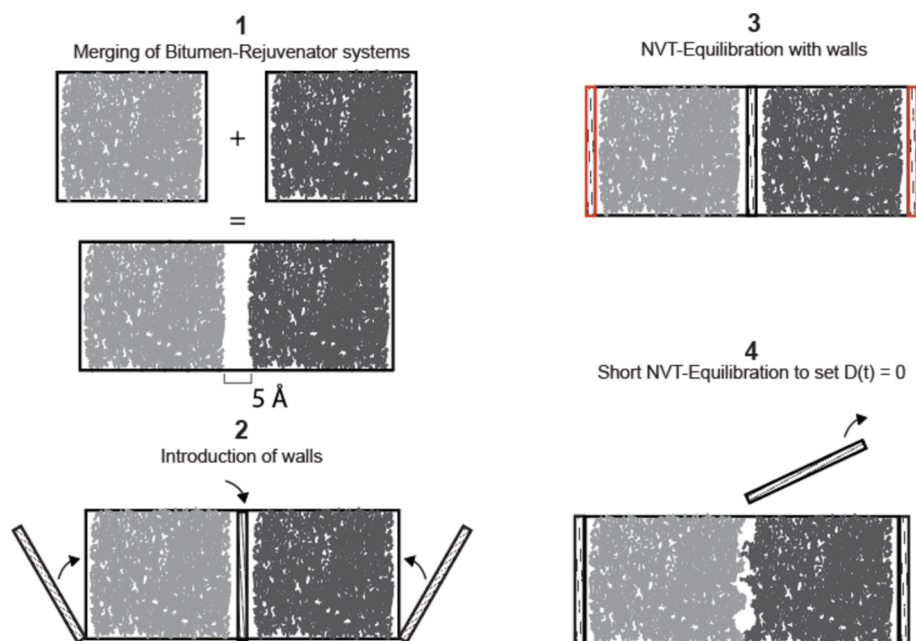 1
Merging of Bitumen-Rejuvenator systems
+
=
5 Å
2
Introduction of walls
3
NVT-Equilibration with walls
4
Short NVT-Equilibration to set D(t) = 0